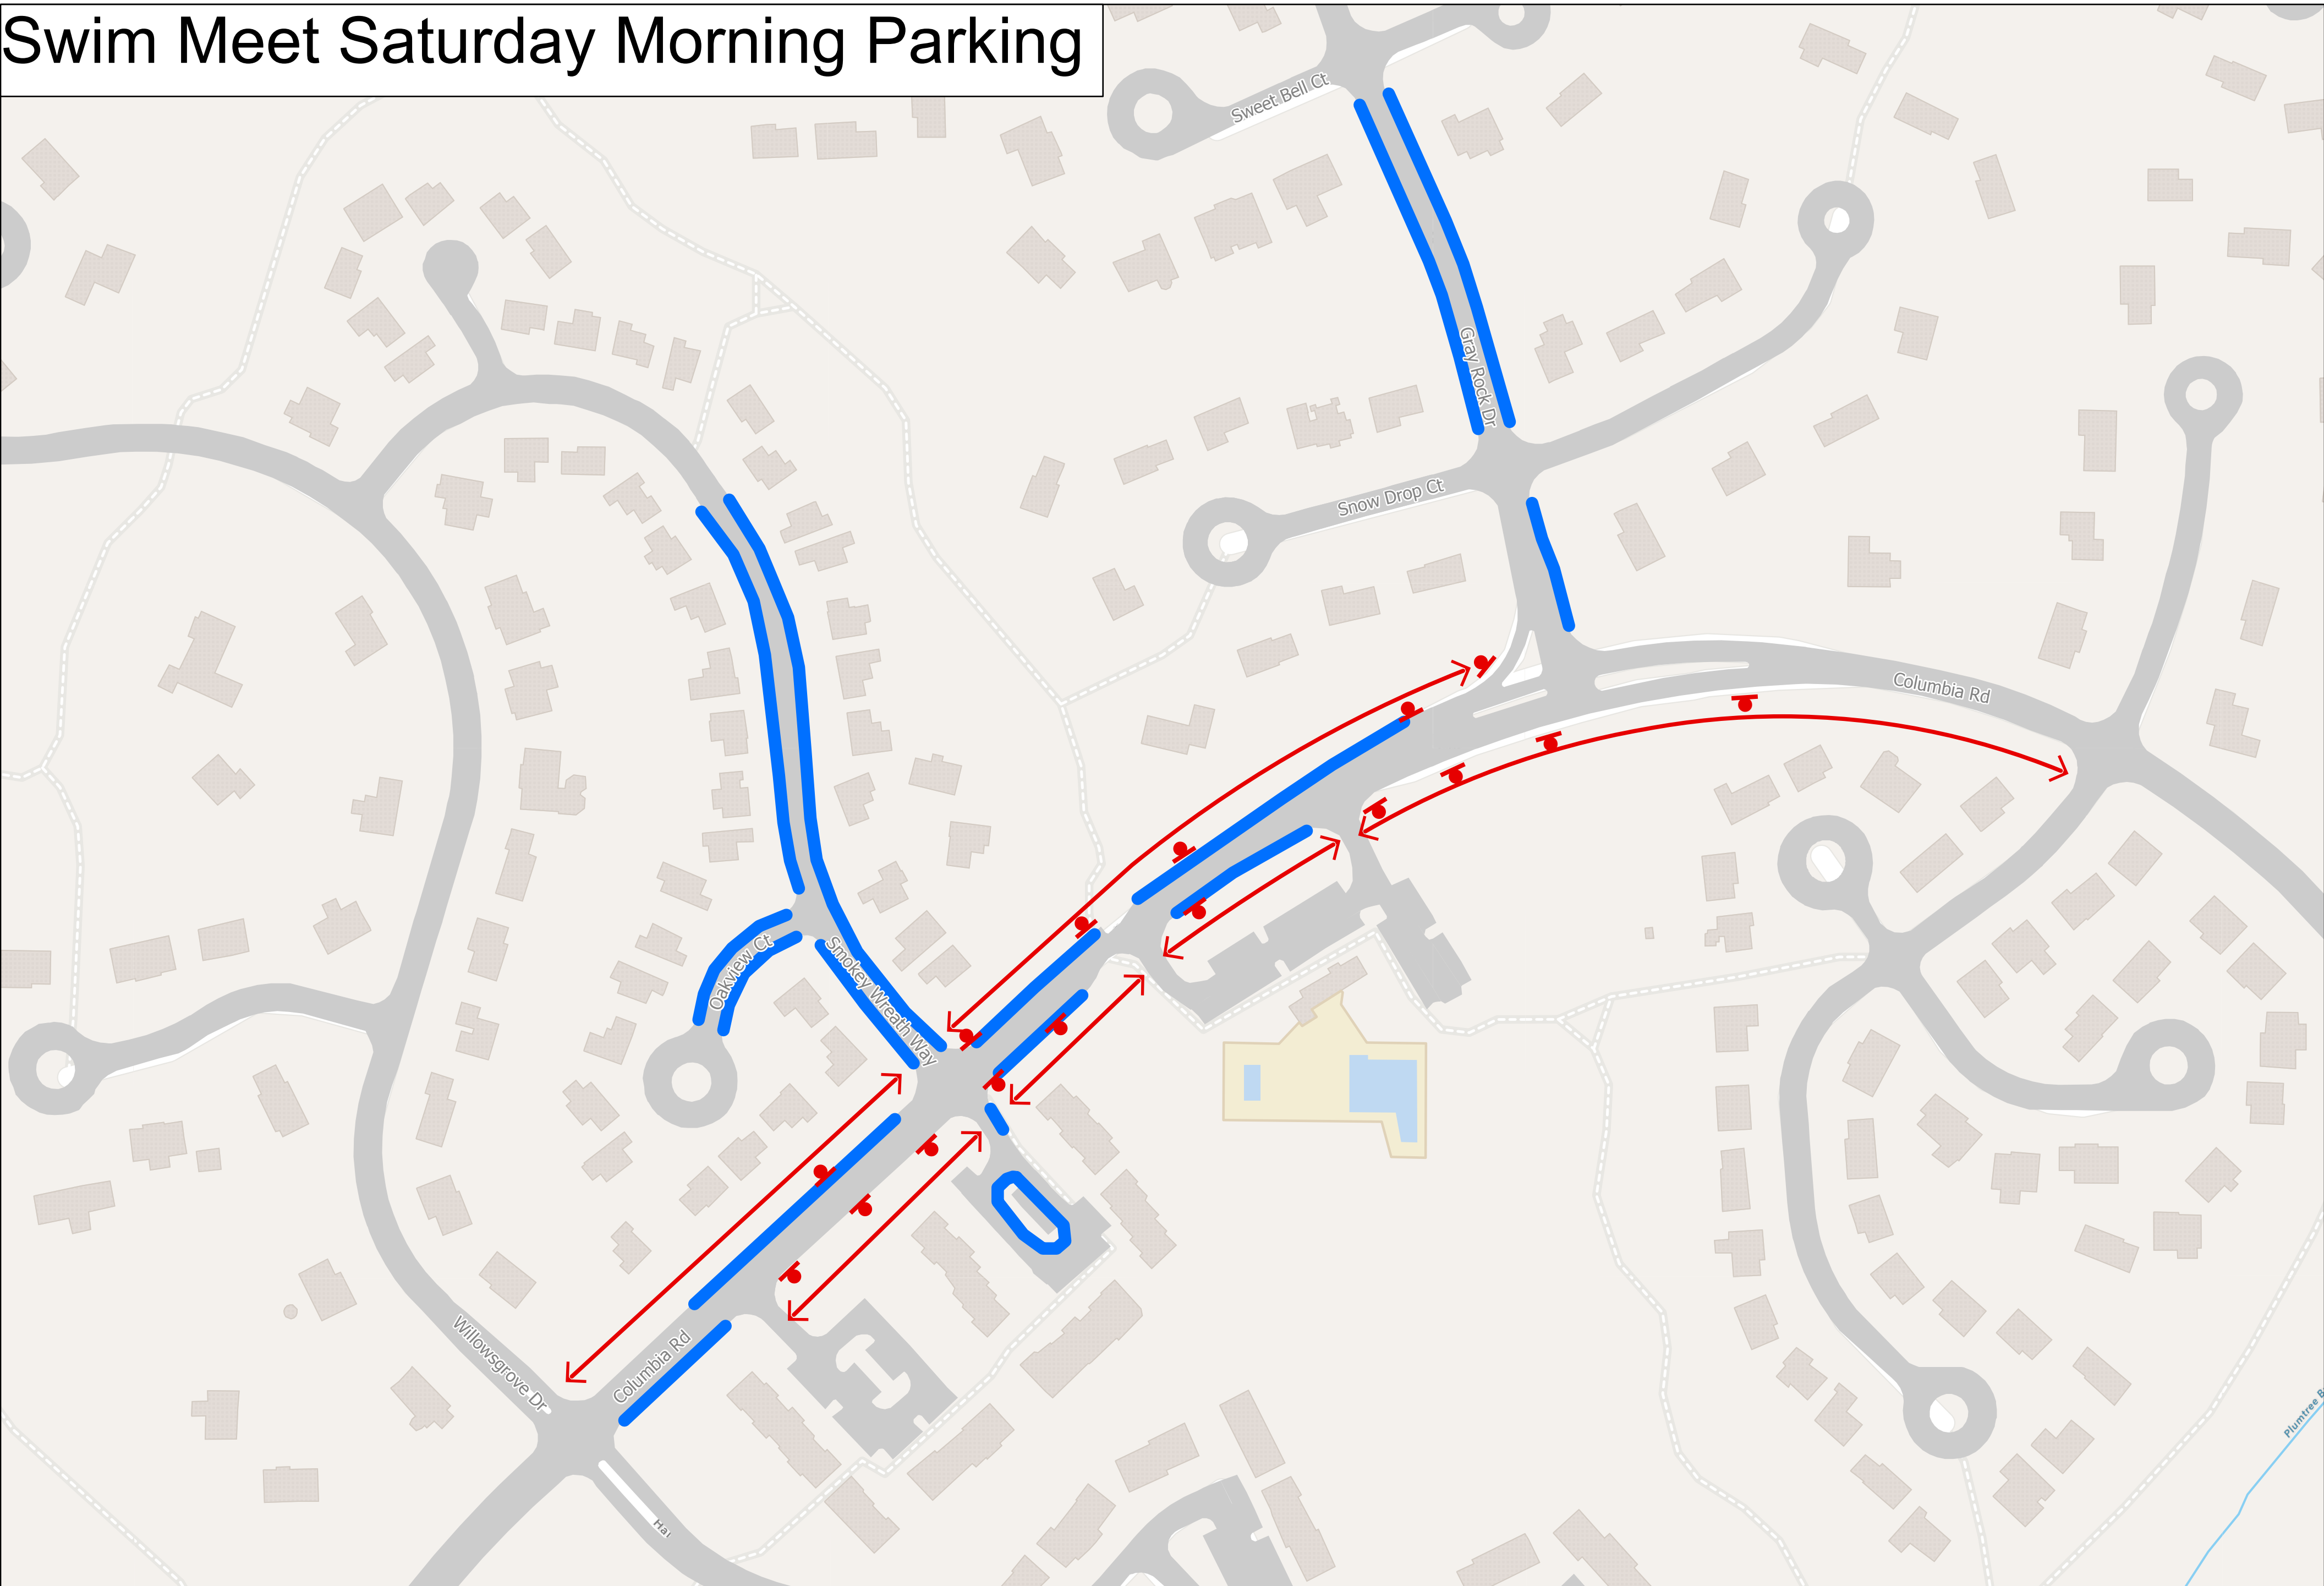 Swim Meet Saturday Morning Parking
Sweet Bell Ct
Gray Rock Dr
Snow Drop Ct
Columbia Rd
Oakview Ct
Smokey Wreath Way
Willowsgrove Dr
Columbia Rd
Plumtree B